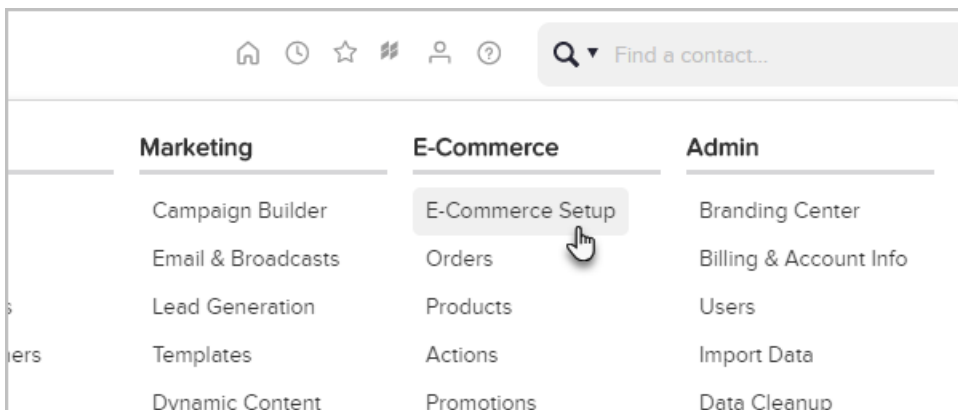 Find a contact...
Marketing
Campaign Builder
Email & Broadcasts
Lead Generation
Templates
Dynamic Content
E-Commerce
E-Commerce Setup
Orders
Products
Actions
Promotions
Admin
Branding Center
Billing & Account Info
Users
Import Data
Data Cleanup